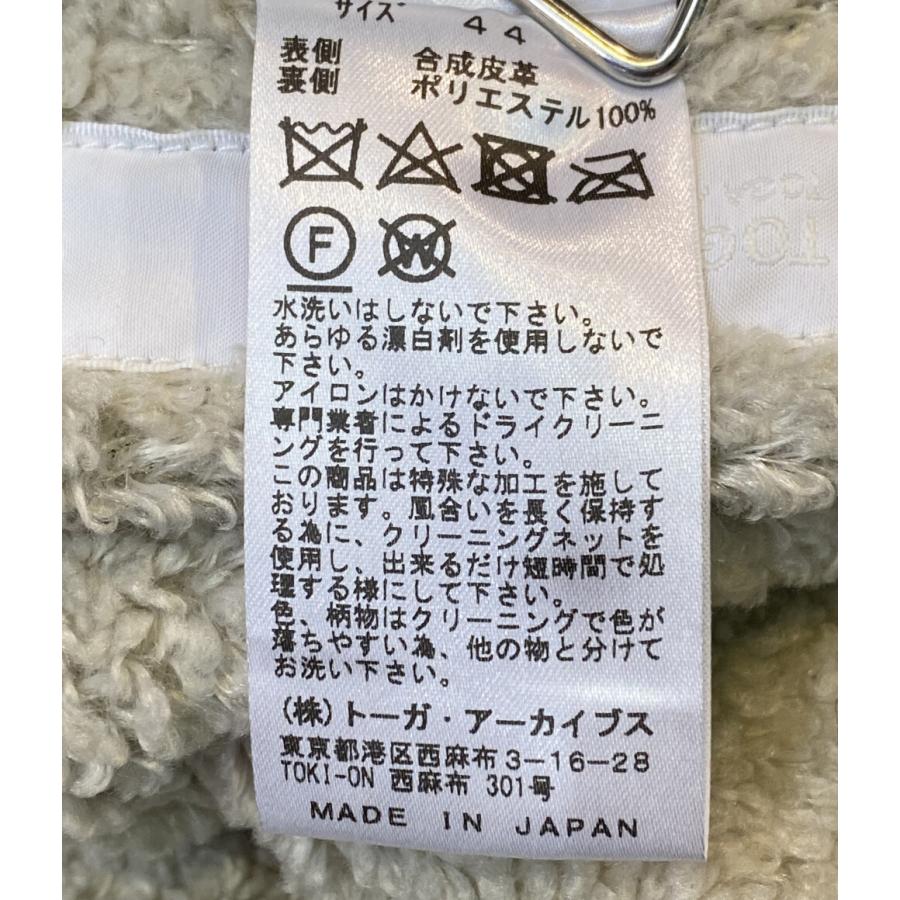 サイズ 44
表側 合成皮革
裏側 ポリエステル100%
F W
水洗いはしないで下さい。
あらゆる漂白剤を使用しないで
下さい。
アイロンはかけないで下さい。
専門業者によるドライクリーニ
ングを行って下さい。
この商品は特殊な加工を施して
おります。風合いを長く保持す
る為に、クリーニングネットを
使用し、出来るだけ短時間で処
理する様にして下さい。
色、柄物はクリーニングで色が
落ちやすい為、他の物と分けて
お洗い下さい。
(株)トーガ・アーカイブス
東京都港区西麻布3-16-28
TOKI-ON 西麻布 301号
MADE IN JAPAN